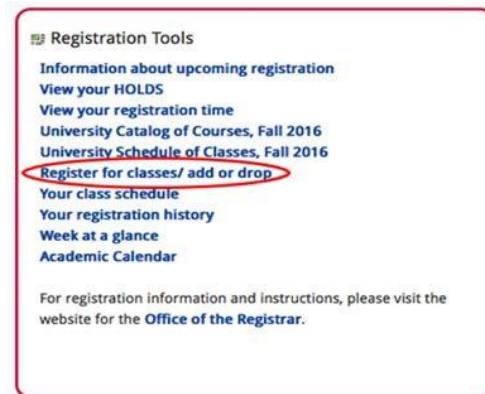 Registration Tools
Information about upcoming registration
View your HOLDS
View your registration time
University Catalog of Courses, Fall 2016
University Schedule of Classes, Fall 2016
Register for classes/ add or drop
Your class schedule
Your registration history
Week at a glance
Academic Calendar
For registration information and instructions, please visit the
website for the Office of the Registrar.